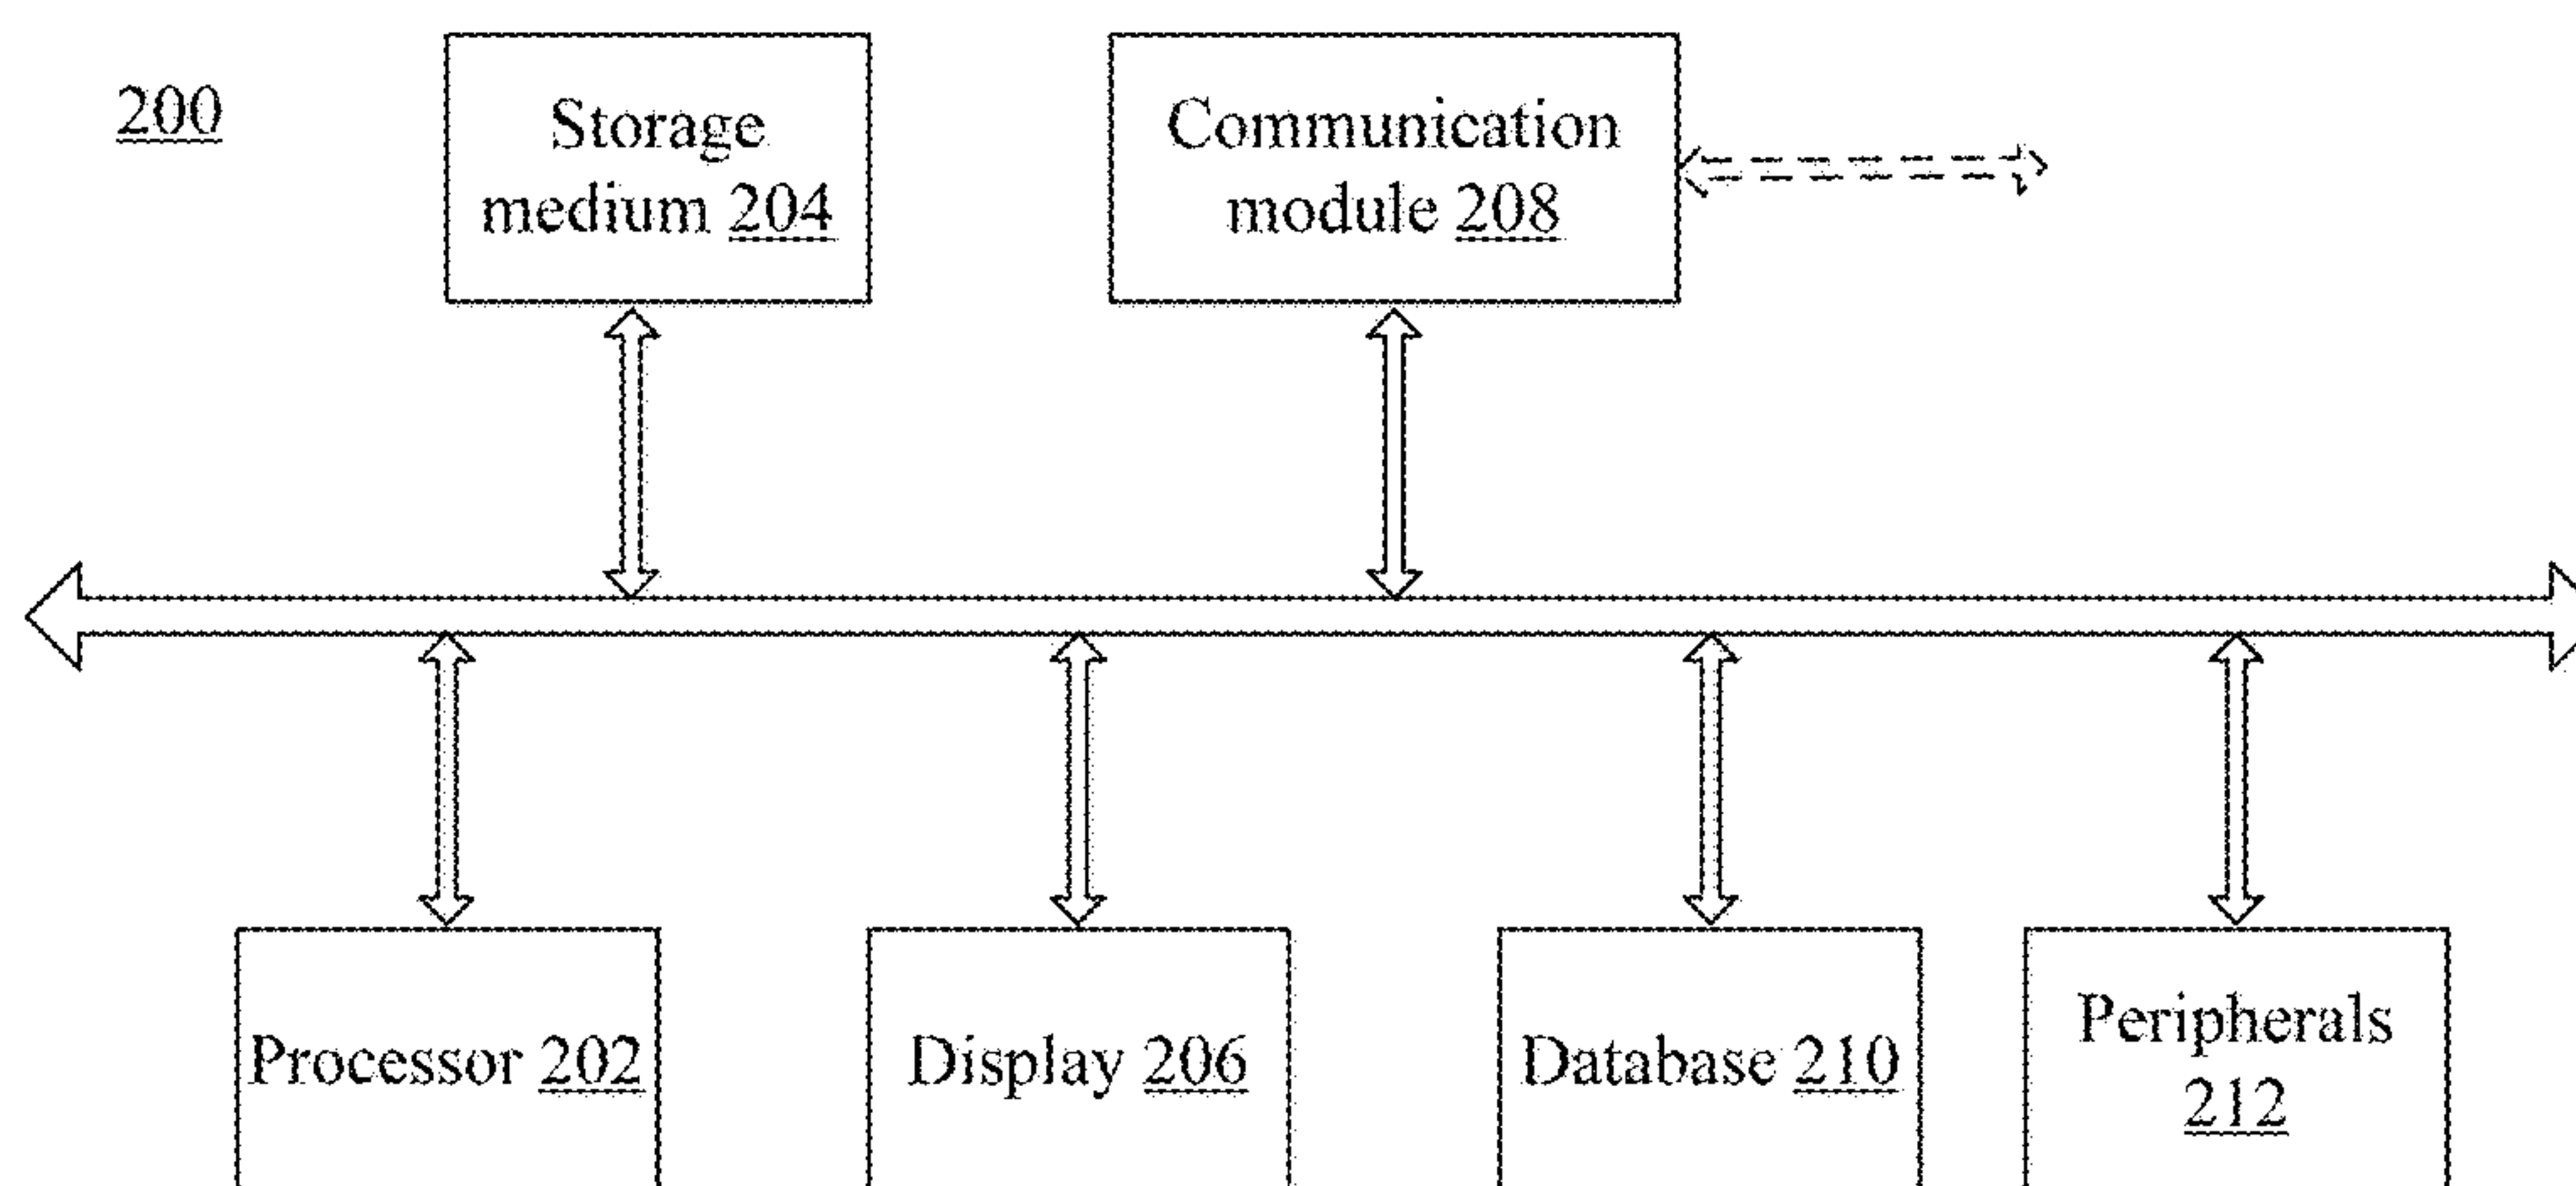 200
Storage
medium 204
Communication
module 208
Processor 202
Display 206
Database 210
Peripherals
212